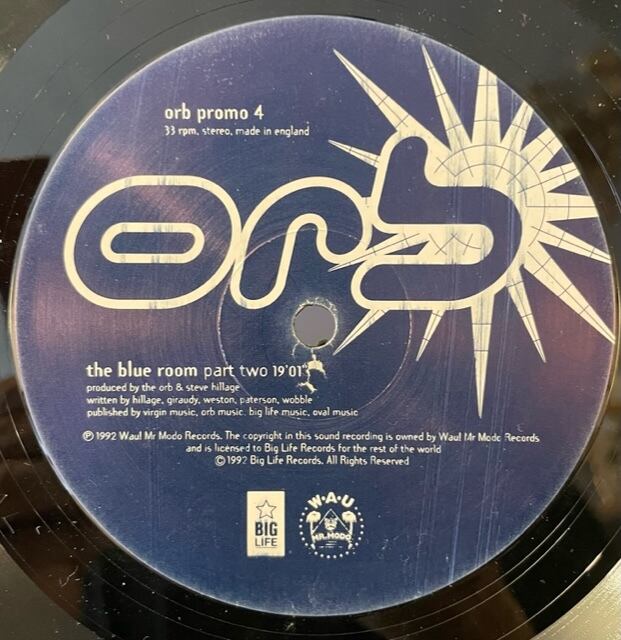 orb promo 4
33 rpm, stereo, made in england
orb
the blue room part two 19'01"
produced by the orb & steve hillage
written by hillage, giraudy, weston, paterson, wobble
published by virgin music, orb music, big life music, oval music
℗ 1992 Wau! Mr Modo Records. The copyright in this sound recording is owned by Wau! Mr Modo Records
and is licensed to Big Life Records for the rest of the world
© 1992 Big Life Records. All Rights Reserved
BIG
LIFE
W·A·U
MR.MODO